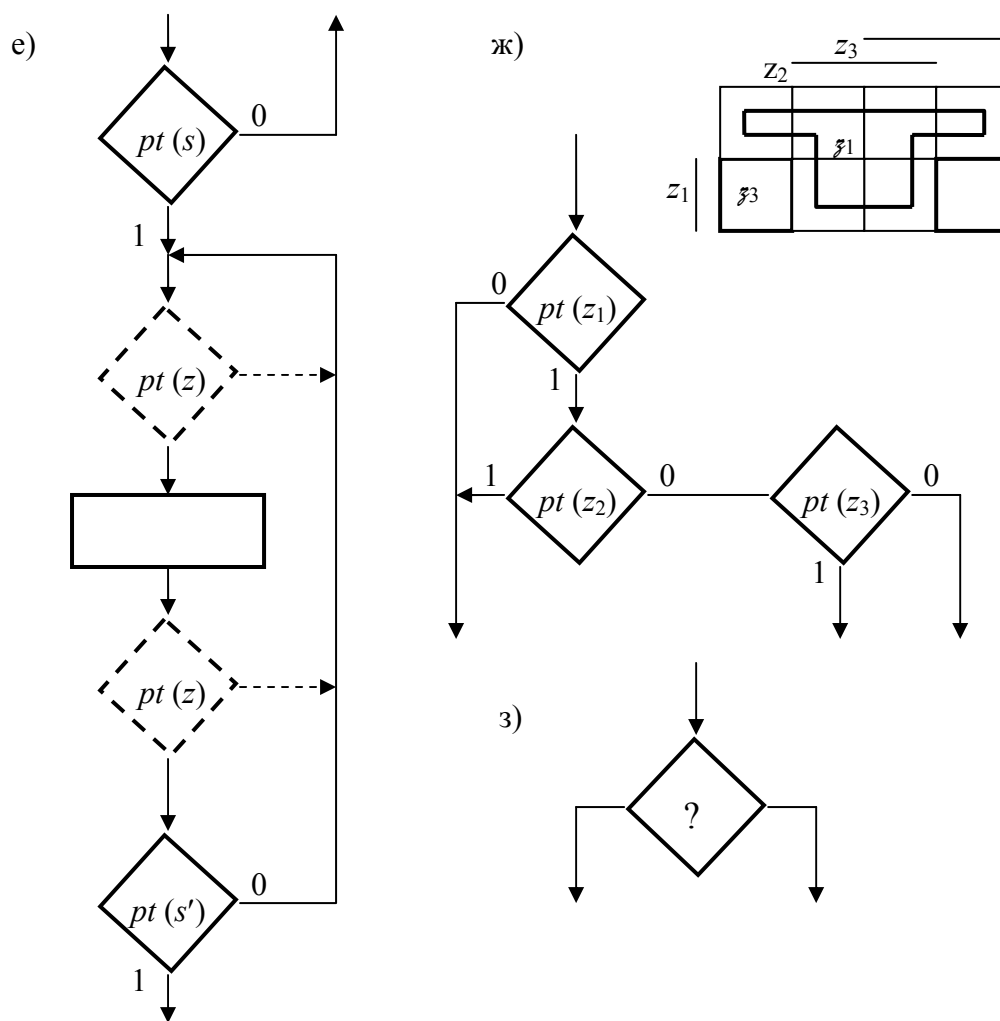 е)
0
pt (s)
1
pt (z)
pt (z)
0
pt (s′)
1
ж)
z3
z2
𝔷1
z1
𝔷3
0
pt (z1)
1
1
pt (z2)
0
pt (z3)
0
1
з)
?